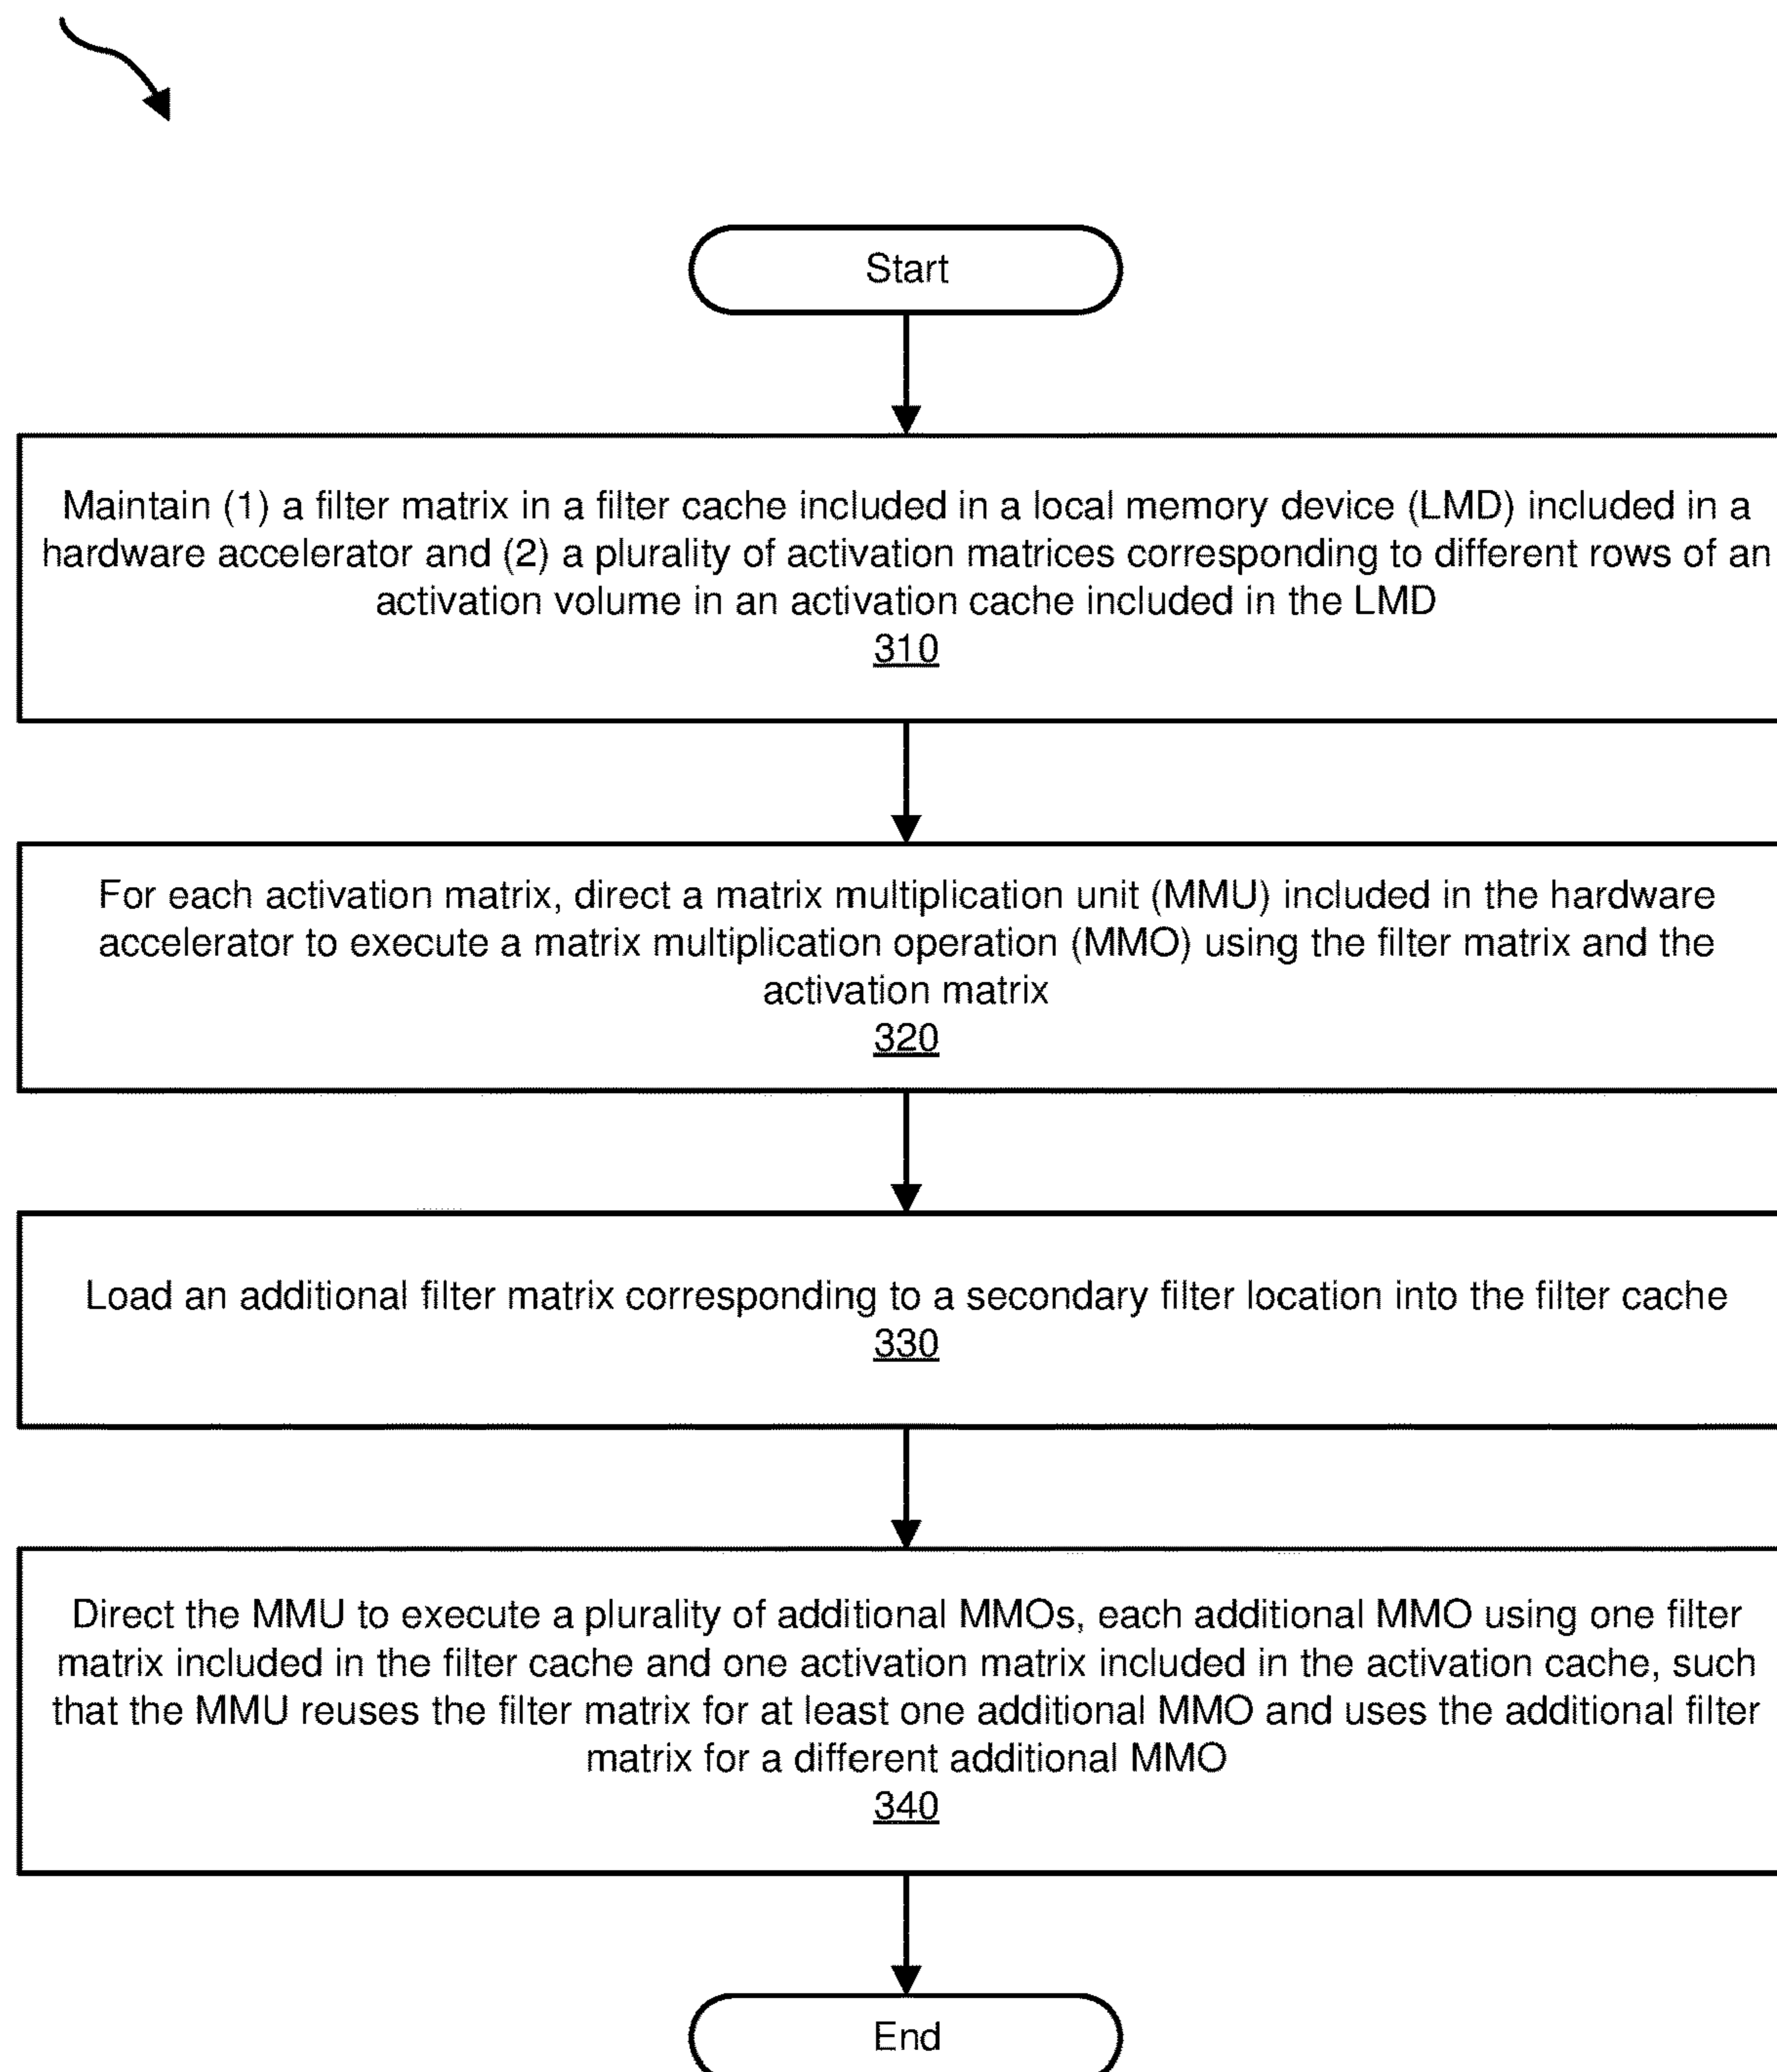 Start
Maintain (1) a filter matrix in a filter cache included in a local memory device (LMD) included in a
hardware accelerator and (2) a plurality of activation matrices corresponding to different rows of an
activation volume in an activation cache included in the LMD
310
For each activation matrix, direct a matrix multiplication unit (MMU) included in the hardware
accelerator to execute a matrix multiplication operation (MMO) using the filter matrix and the
activation matrix
320
Load an additional filter matrix corresponding to a secondary filter location into the filter cache
330
Direct the MMU to execute a plurality of additional MMOs, each additional MMO using one filter
matrix included in the filter cache and one activation matrix included in the activation cache, such
that the MMU reuses the filter matrix for at least one additional MMO and uses the additional filter
matrix for a different additional MMO
340
End